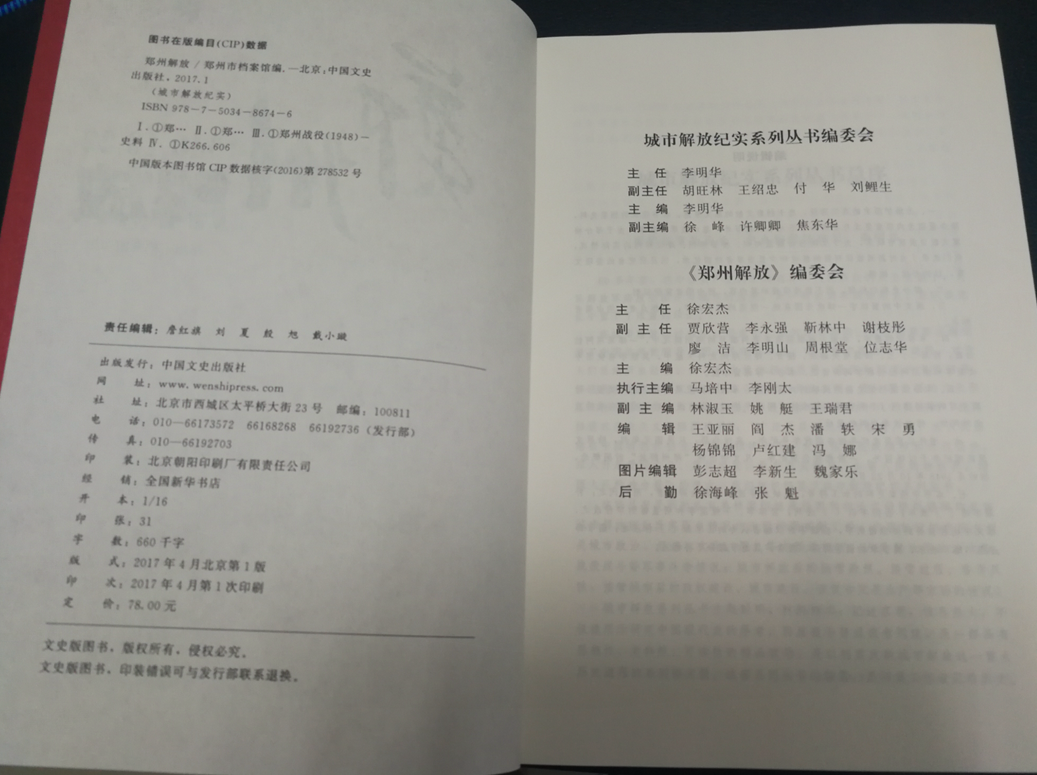 图书在版编目(CIP)数据
郑州解放 / 郑州市档案馆编. —北京：中国文史
出版社，2017.1
(城市解放纪实)
ISBN 978-7-5034-8674-6
Ⅰ.①郑… Ⅱ.①郑… Ⅲ.①郑州战役(1948)-
史料 Ⅳ.①K266.606
中国版本图书馆 CIP 数据核字(2016)第 278532 号
责任编辑：詹红旗 刘 夏 殷 旭 戴小璇
出版发行：中国文史出版社
网 址：www.wenshipress.com
社 址：北京市西城区太平桥大街 23 号 邮编：100811
电 话：010-66173572 66168268 66192736（发行部）
传 真：010-66192703
印 装：北京朝阳印刷厂有限责任公司
经 销：全国新华书店
开 本：1/16
印 张：31
字 数：660 千字
版 式：2017 年 4 月北京第 1 版
印 次：2017 年 4 月第 1 次印刷
定 价：78.00 元
文史版图书，版权所有，侵权必究。
文史版图书，印装错误可与发行部联系退换。
城市解放纪实系列丛书编委会
主 任 李明华
副主任 胡旺林 王绍忠 付 华 刘鲤生
主 编 李明华
副主编 徐 峰 许卿卿 焦东华
《郑州解放》编委会
主 任 徐宏杰
副 主 任 贾欣营 李永强 靳林中 谢枝彤
廖 洁 李明山 周根堂 位志华
主 编 徐宏杰
执行主编 马培中 李刚太
副 主 编 林淑玉 姚 艇 王瑞君
编 辑 王亚丽 阎 杰 潘 轶 宋 勇
杨锦锦 卢红建 冯 娜
图片编辑 彭志超 李新生 魏家乐
后 勤 徐海峰 张 魁